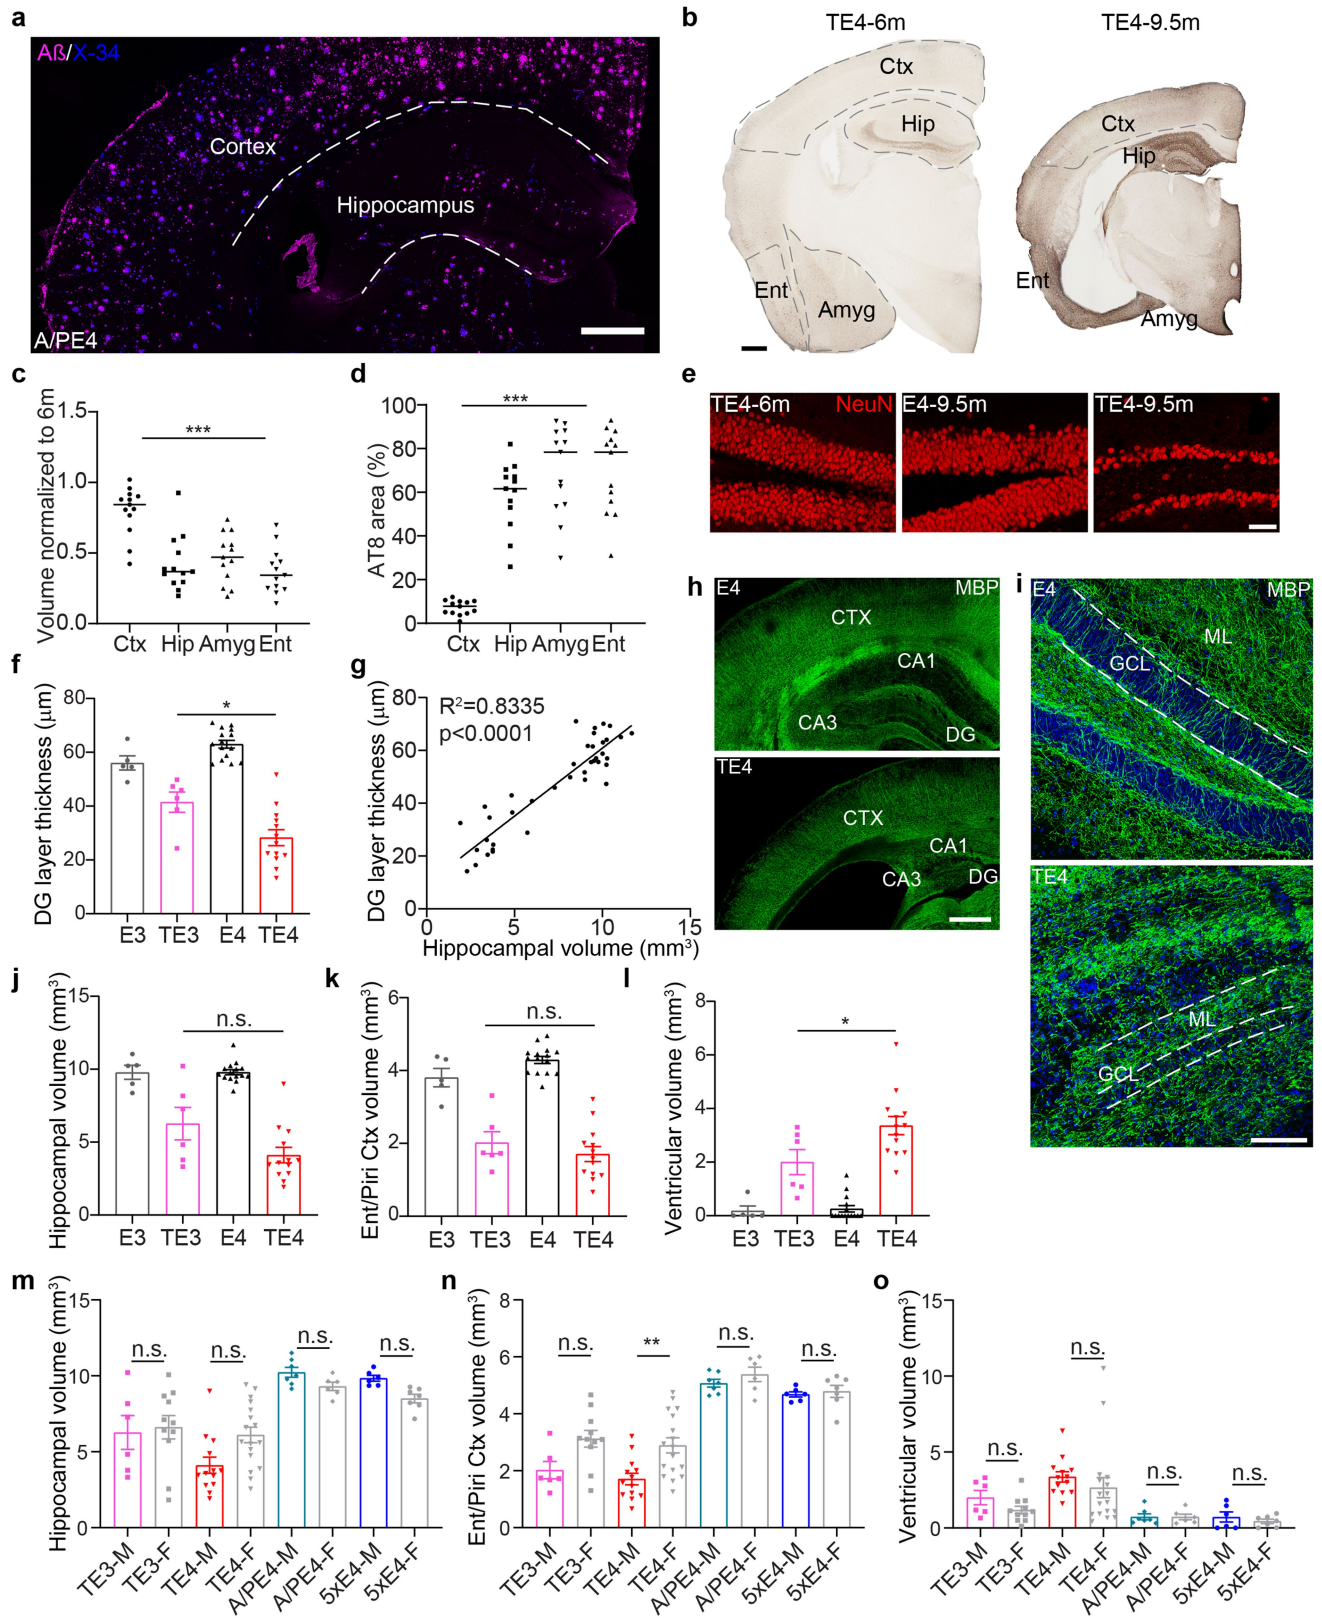 a
Aß/X-34
Cortex
Hippocampus
A/PE4
b
TE4-6m
TE4-9.5m
Ctx
Hip
Ent
Amyg
Ctx
Hip
Ent
Amyg
c
Volume normalized to 6m
1.5
1.0
0.5
0.0
***
Ctx Hip Amyg Ent
d
AT8 area (%)
100
80
60
40
20
0
***
Ctx Hip Amyg Ent
e
TE4-6m NeuN
E4-9.5m
TE4-9.5m
f
DG layer thickness (μm)
80
60
40
20
0
*
E3 TE3 E4 TE4
g
DG layer thickness (μm)
80
60
40
20
0
R²=0.8335
p<0.0001
0 5 10 15
Hippocampal volume (mm³)
h
E4 MBP
CTX
CA1
CA3
DG
TE4
CTX
CA1
CA3
DG
i
E4 MBP
ML
GCL
TE4
ML
GCL
j
Hippocampal volume (mm³)
15
10
5
0
n.s.
E3 TE3 E4 TE4
k
Ent/Piri Ctx volume (mm³)
6
4
2
0
n.s.
E3 TE3 E4 TE4
l
Ventricular volume (mm³)
8
6
4
2
0
*
E3 TE3 E4 TE4
m
Hippocampal volume (mm³)
15
10
5
0
n.s. n.s. n.s. n.s.
TE3-M TE3-F TE4-M TE4-F A/PE4-M A/PE4-F 5xE4-M 5xE4-F
n
Ent/Piri Ctx volume (mm³)
8
6
4
2
0
n.s. ** n.s. n.s.
TE3-M TE3-F TE4-M TE4-F A/PE4-M A/PE4-F 5xE4-M 5xE4-F
o
Ventricular volume (mm³)
15
10
5
0
n.s. n.s. n.s. n.s.
TE3-M TE3-F TE4-M TE4-F A/PE4-M A/PE4-F 5xE4-M 5xE4-F